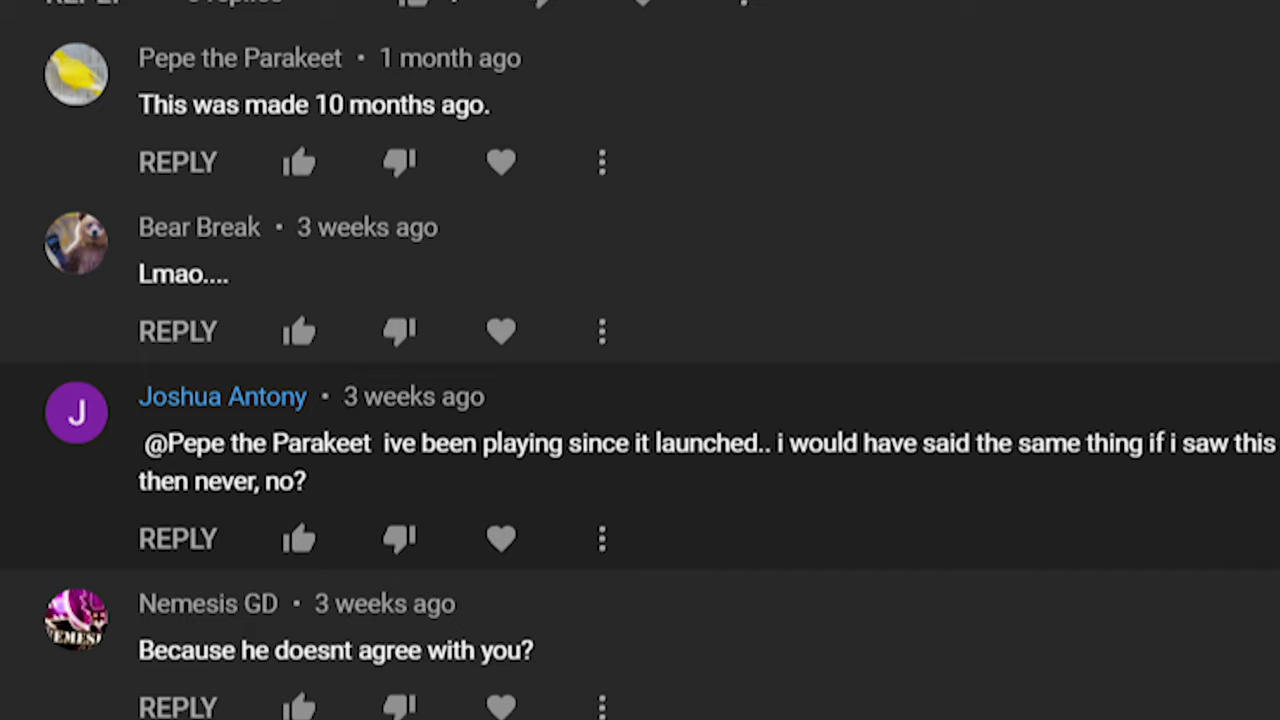 Pepe the Parakeet • 1 month ago
This was made 10 months ago.
REPLY
Bear Break • 3 weeks ago
Lmao....
REPLY
J
Joshua Antony • 3 weeks ago
@Pepe the Parakeet ive been playing since it launched.. i would have said the same thing if i saw this
then never, no?
REPLY
Nemesis GD • 3 weeks ago
Because he doesnt agree with you?
REPLY